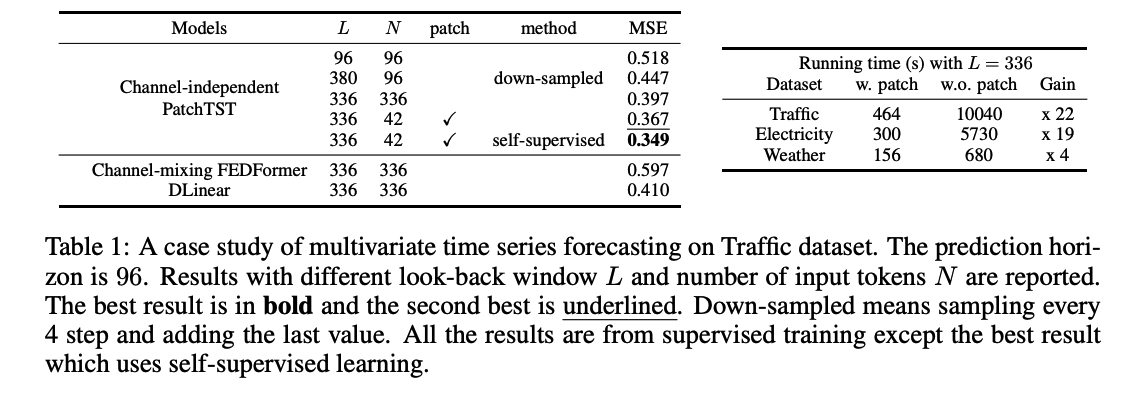 Models L N patch method MSE
Channel-independent PatchTST
96 96 0.518
380 96 down-sampled 0.447
336 336 0.397
336 42 ✓ 0.367
336 42 ✓ self-supervised 0.349
Channel-mixing FEDFormer 336 336 0.597
DLinear 336 336 0.410
Running time (s) with L = 336
Dataset w. patch w.o. patch Gain
Traffic 464 10040 x 22
Electricity 300 5730 x 19
Weather 156 680 x 4
Table 1: A case study of multivariate time series forecasting on Traffic dataset. The prediction hori-
zon is 96. Results with different look-back window L and number of input tokens N are reported.
The best result is in bold and the second best is underlined. Down-sampled means sampling every
4 step and adding the last value. All the results are from supervised training except the best result
which uses self-supervised learning.